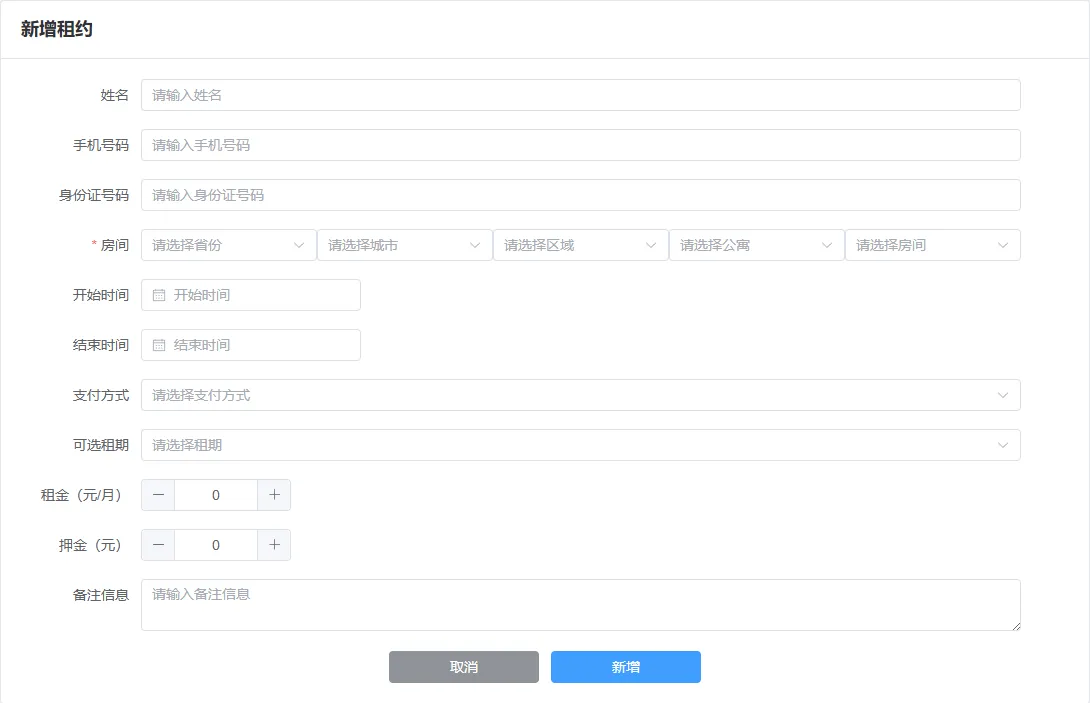 新增租约
姓名 请输入姓名
手机号码 请输入手机号码
身份证号码 请输入身份证号码
* 房间 请选择省份 请选择城市 请选择区域 请选择公寓 请选择房间
开始时间 开始时间
结束时间 结束时间
支付方式 请选择支付方式
可选租期 请选择租期
租金（元/月） 0
押金（元） 0
备注信息 请输入备注信息
取消 新增